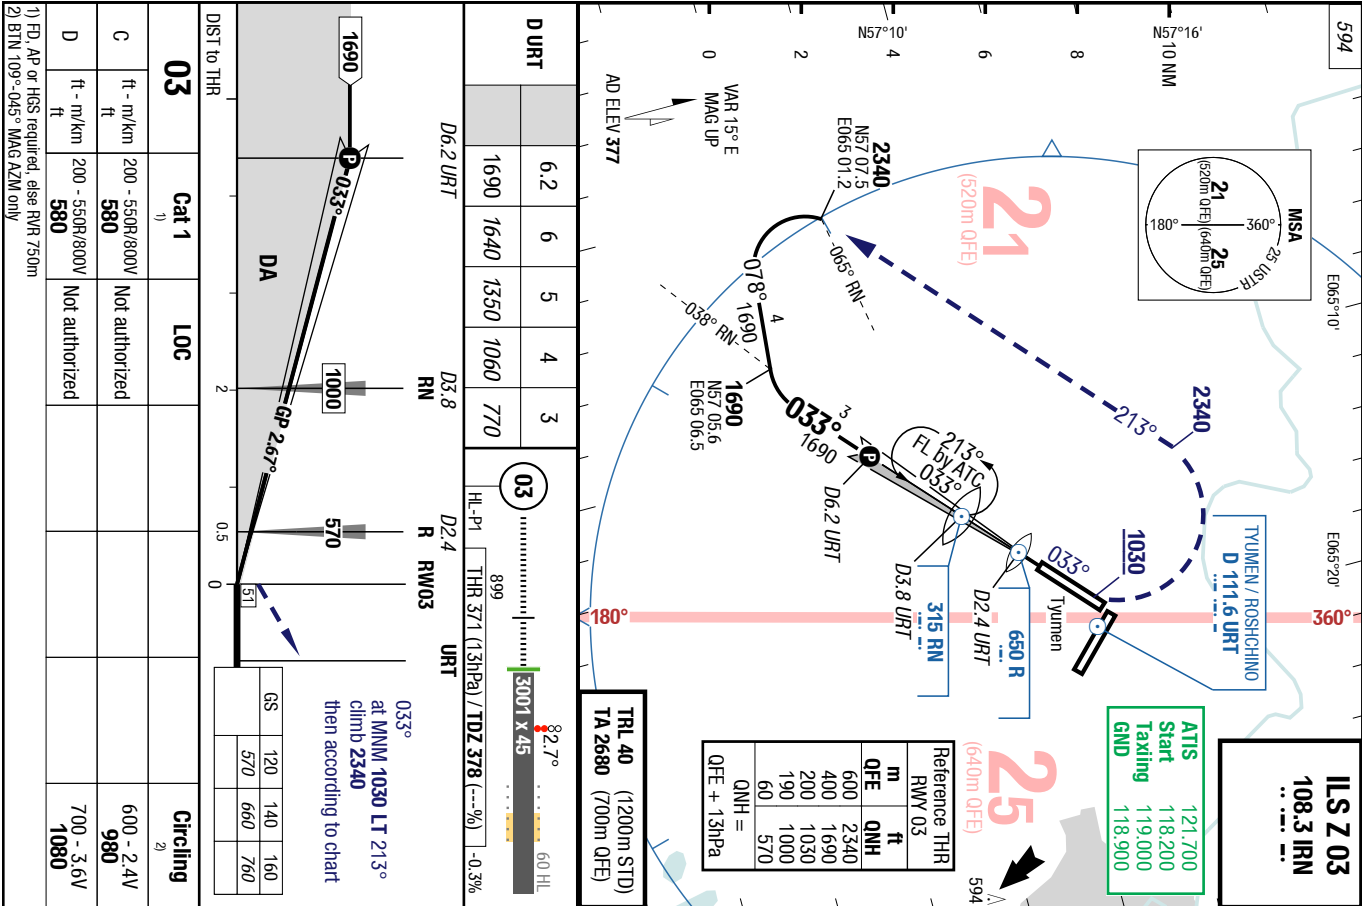 ILS Z 03
108.3 IRN
ATIS 121.700
Start 118.200
Taxiing 119.000
GND 118.900
594
N57°10'
N57°16'
0 2 4 6 8 10 NM
E065°10'
E065°20'
MSA
25 USTR
21
(520m QFE)
25
(640m QFE)
180°
360°
21
(520m QFE)
25
(640m QFE)
360°
180°
VAR 15° E
MAG UP
AD ELEV 377
2340
N57 07.5
E065 01.2
065° RN
078°
4
1690
038° RN
1690
N57 05.6
E065 06.5
033°
3
1690
P
D6.2 URT
213°
FL by ATC
033°
D3.8 URT
315 RN
D2.4 URT
650 R
Tyumen
033°
1030
TYUMEN / ROSHCHINO
D 111.6 URT
2340
213°
594
Reference THR
RWY 03
m ft
QFE QNH
600 2340
400 1690
200 1030
190 1000
60 570
QNH =
QFE + 13hPa
TRL 40 (1200m STD)
TA 2680 (700m QFE)
D URT 6.2 6 5 4 3
1690 1640 1350 1060 770
03
HL-P1
899
3001 x 45
2.7°
60 HL
THR 371 (13hPa) / TDZ 378 (---%)
-0.3%
D6.2 URT
D3.8
RN
D2.4
R
RW03
URT
1690
P
033°
1000
GP 2.67°
570
DA
51
DIST to THR
2
0.5
0
033°
at MNM 1030 LT 213°
climb 2340
then according to chart
GS 120 140 160
570 660 760
03 Cat 1 1) LOC Circling 2)
C ft - m/km 200 - 550R/800V Not authorized 600 - 2.4V
ft 580 980
D ft - m/km 200 - 550R/800V Not authorized 700 - 3.6V
ft 580 1080
1) FD, AP or HGS required, else RVR 750m
2) BTN 109°-045° MAG AZM only